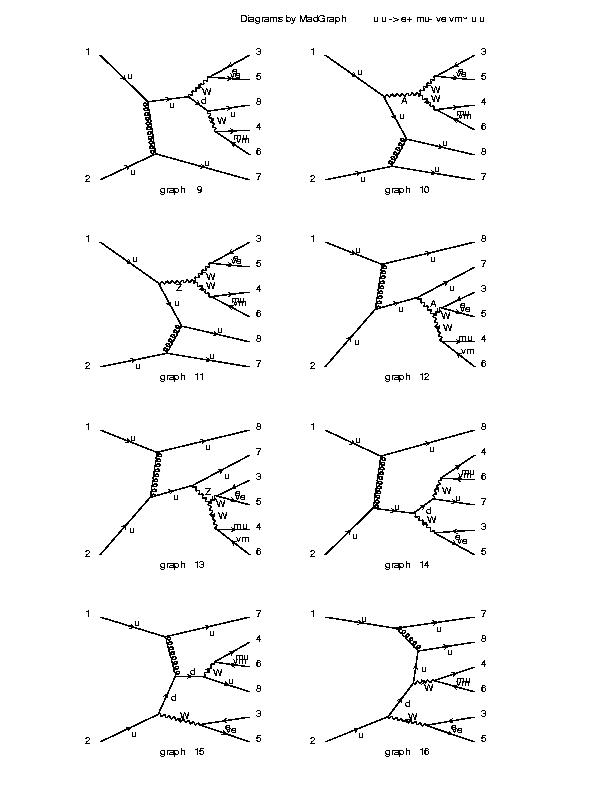 Diagrams by MadGraph u u -> e+ mu- ve vm~ u u
1 3 1 3
u e u e
ve 5 ve 5
W W
u d 8 A W 4
u mu
W 4 u vm 6
mu
vm 6 u 8
2 u u 7 2 u u 7
graph 9 graph 10
1 3 1 8
u e u u
ve 5 7
W 3
Z W 4 u u A e
mu W 5
u vm 6 W
u 8 mu 4
2 u u 7 2 u vm 6
graph 11 graph 12
1 8 1 8
u u u u
7 4
u mu
3 vm 6
Z e W
u W ve 5 u d u 7
W W 3
mu 4 e
2 u vm 6 2 u ve 5
graph 13 graph 14
1 7 1 7
u u u u
4 8
mu u
vm 6 u 4
d W mu
u 8 W vm 6
d 3 d 3
W e W e
2 u ve 5 2 u ve 5
graph 15 graph 16